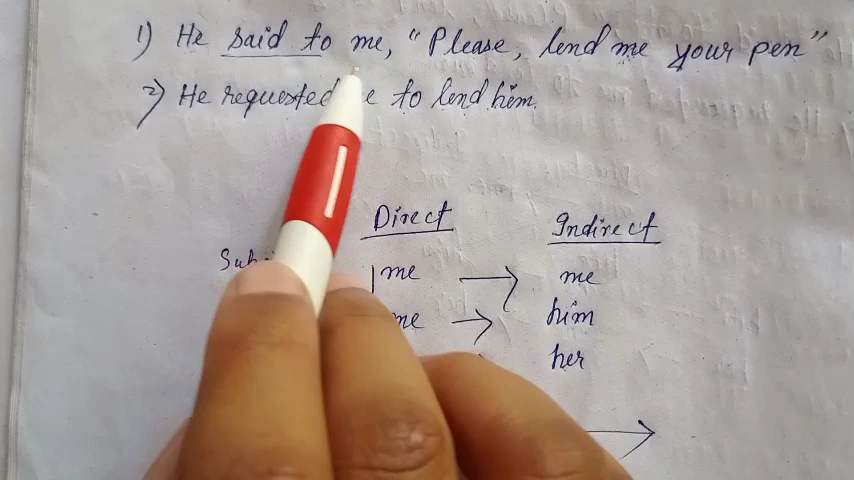 1) He said to me, "Please, lend me your pen"
2) He requested to lend him.
Direct Indirect
me → me
me → him
her
→